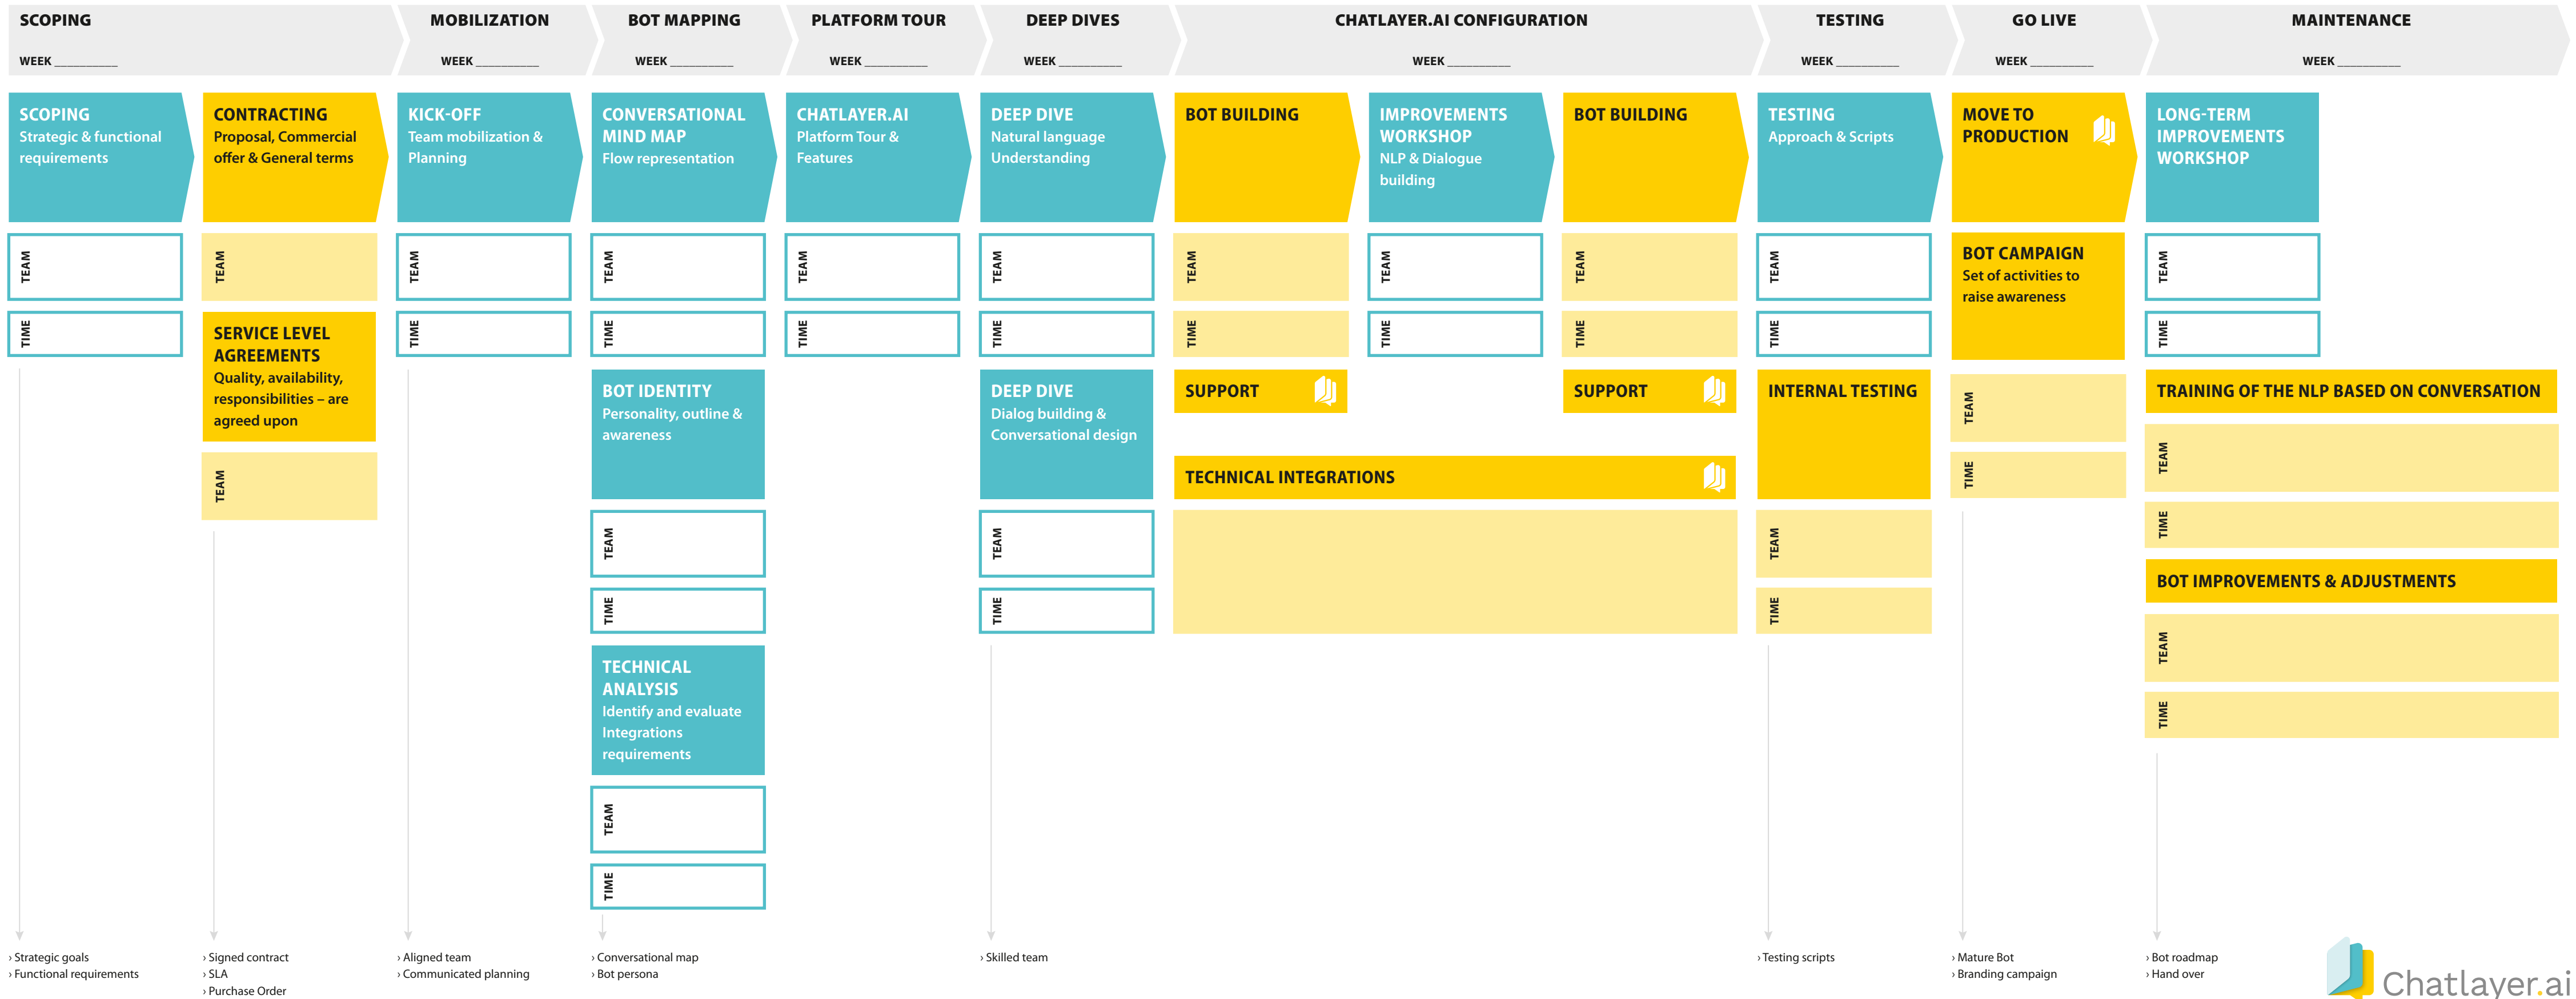 SCOPING
WEEK __________
MOBILIZATION
WEEK __________
BOT MAPPING
WEEK __________
PLATFORM TOUR
WEEK __________
DEEP DIVES
WEEK __________
CHATLAYER.AI CONFIGURATION
WEEK __________
TESTING
WEEK __________
GO LIVE
WEEK __________
MAINTENANCE
WEEK __________
SCOPING
Strategic & functional
requirements
TEAM
TIME
› Strategic goals
› Functional requirements
CONTRACTING
Proposal, Commercial
offer & General terms
TEAM
SERVICE LEVEL
AGREEMENTS
Quality, availability,
responsibilities – are
agreed upon
TEAM
› Signed contract
› SLA
› Purchase Order
KICK-OFF
Team mobilization &
Planning
TEAM
TIME
› Aligned team
› Communicated planning
CONVERSATIONAL
MIND MAP
Flow representation
TEAM
TIME
BOT IDENTITY
Personality, outline &
awareness
TEAM
TIME
TECHNICAL
ANALYSIS
Identify and evaluate
Integrations
requirements
TEAM
TIME
› Conversational map
› Bot persona
CHATLAYER.AI
Platform Tour &
Features
TEAM
TIME
DEEP DIVE
Natural language
Understanding
TEAM
TIME
DEEP DIVE
Dialog building &
Conversational design
TEAM
TIME
› Skilled team
BOT BUILDING
TEAM
TIME
SUPPORT
IMPROVEMENTS
WORKSHOP
NLP & Dialogue
building
TEAM
TIME
BOT BUILDING
TEAM
TIME
SUPPORT
TECHNICAL INTEGRATIONS
TESTING
Approach & Scripts
TEAM
TIME
INTERNAL TESTING
TEAM
TIME
› Testing scripts
MOVE TO
PRODUCTION
BOT CAMPAIGN
Set of activities to
raise awareness
TEAM
TIME
› Mature Bot
› Branding campaign
LONG-TERM
IMPROVEMENTS
WORKSHOP
TEAM
TIME
TRAINING OF THE NLP BASED ON CONVERSATION
TEAM
TIME
BOT IMPROVEMENTS & ADJUSTMENTS
TEAM
TIME
› Bot roadmap
› Hand over
Chatlayer.ai